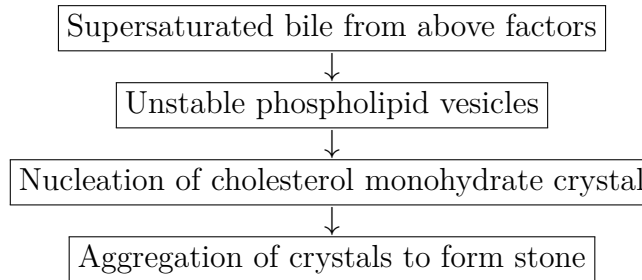 Supersaturated bile from above factors
Unstable phospholipid vesicles
Nucleation of cholesterol monohydrate crystal
Aggregation of crystals to form stone